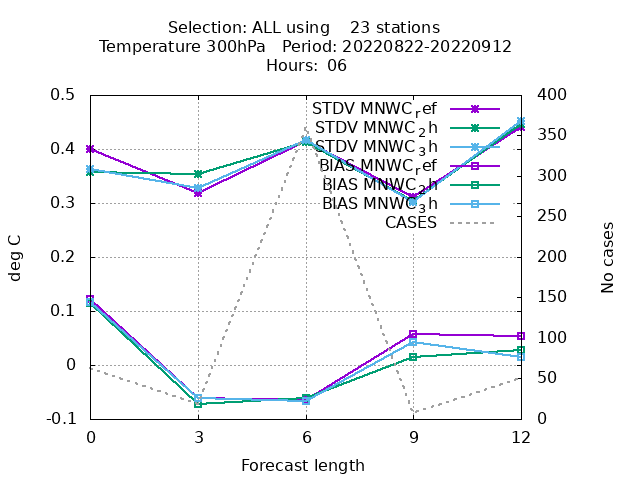 Selection: ALL using 23 stations
Temperature 300hPa Period: 20220822-20220912
Hours: 06
0.5
0.4
0.3
0.2
0.1
0
-0.1
deg C
400
350
300
250
200
150
100
50
0
No cases
STDV MNWC_ref
STDV MNWC_2h
STDV MNWC_3h
BIAS MNWC_ref
BIAS MNWC_2h
BIAS MNWC_3h
CASES
0 3 6 9 12
Forecast length